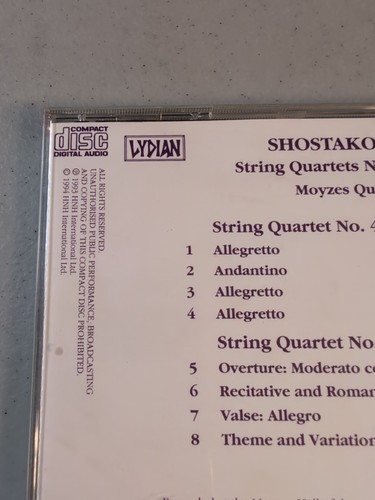 COMPACT
disc
DIGITAL AUDIO
LYDIAN
ALL RIGHTS RESERVED.
UNAUTHORISED PUBLIC PERFORMANCE, BROADCASTING
AND COPYING OF THIS COMPACT DISC PROHIBITED.
℗ 1993 HNH International Ltd.
© 1994 HNH International Ltd.
SHOSTAKO
String Quartets N
Moyzes Qu
String Quartet No. 4
1 Allegretto
2 Andantino
3 Allegretto
4 Allegretto
String Quartet No
5 Overture: Moderato co
6 Recitative and Roman
7 Valse: Allegro
8 Theme and Variation